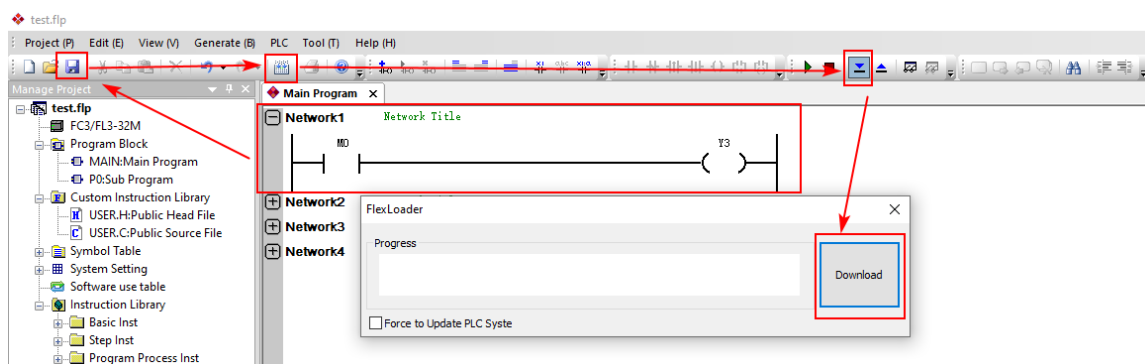 test.flp
Project (P) Edit (E) View (V) Generate (B) PLC Tool (T) Help (H)
Manage Project
Main Program
test.flp
FC3/FL3-32M
Program Block
MAIN:Main Program
P0:Sub Program
Custom Instruction Library
USER.H:Public Head File
USER.C:Public Source File
Symbol Table
System Setting
Software use table
Instruction Library
Basic Inst
Step Inst
Program Process Inst
Network1 Network Title
M0 Y3
Network2
Network3
Network4
FlexLoader
Progress
Download
Force to Update PLC Syste